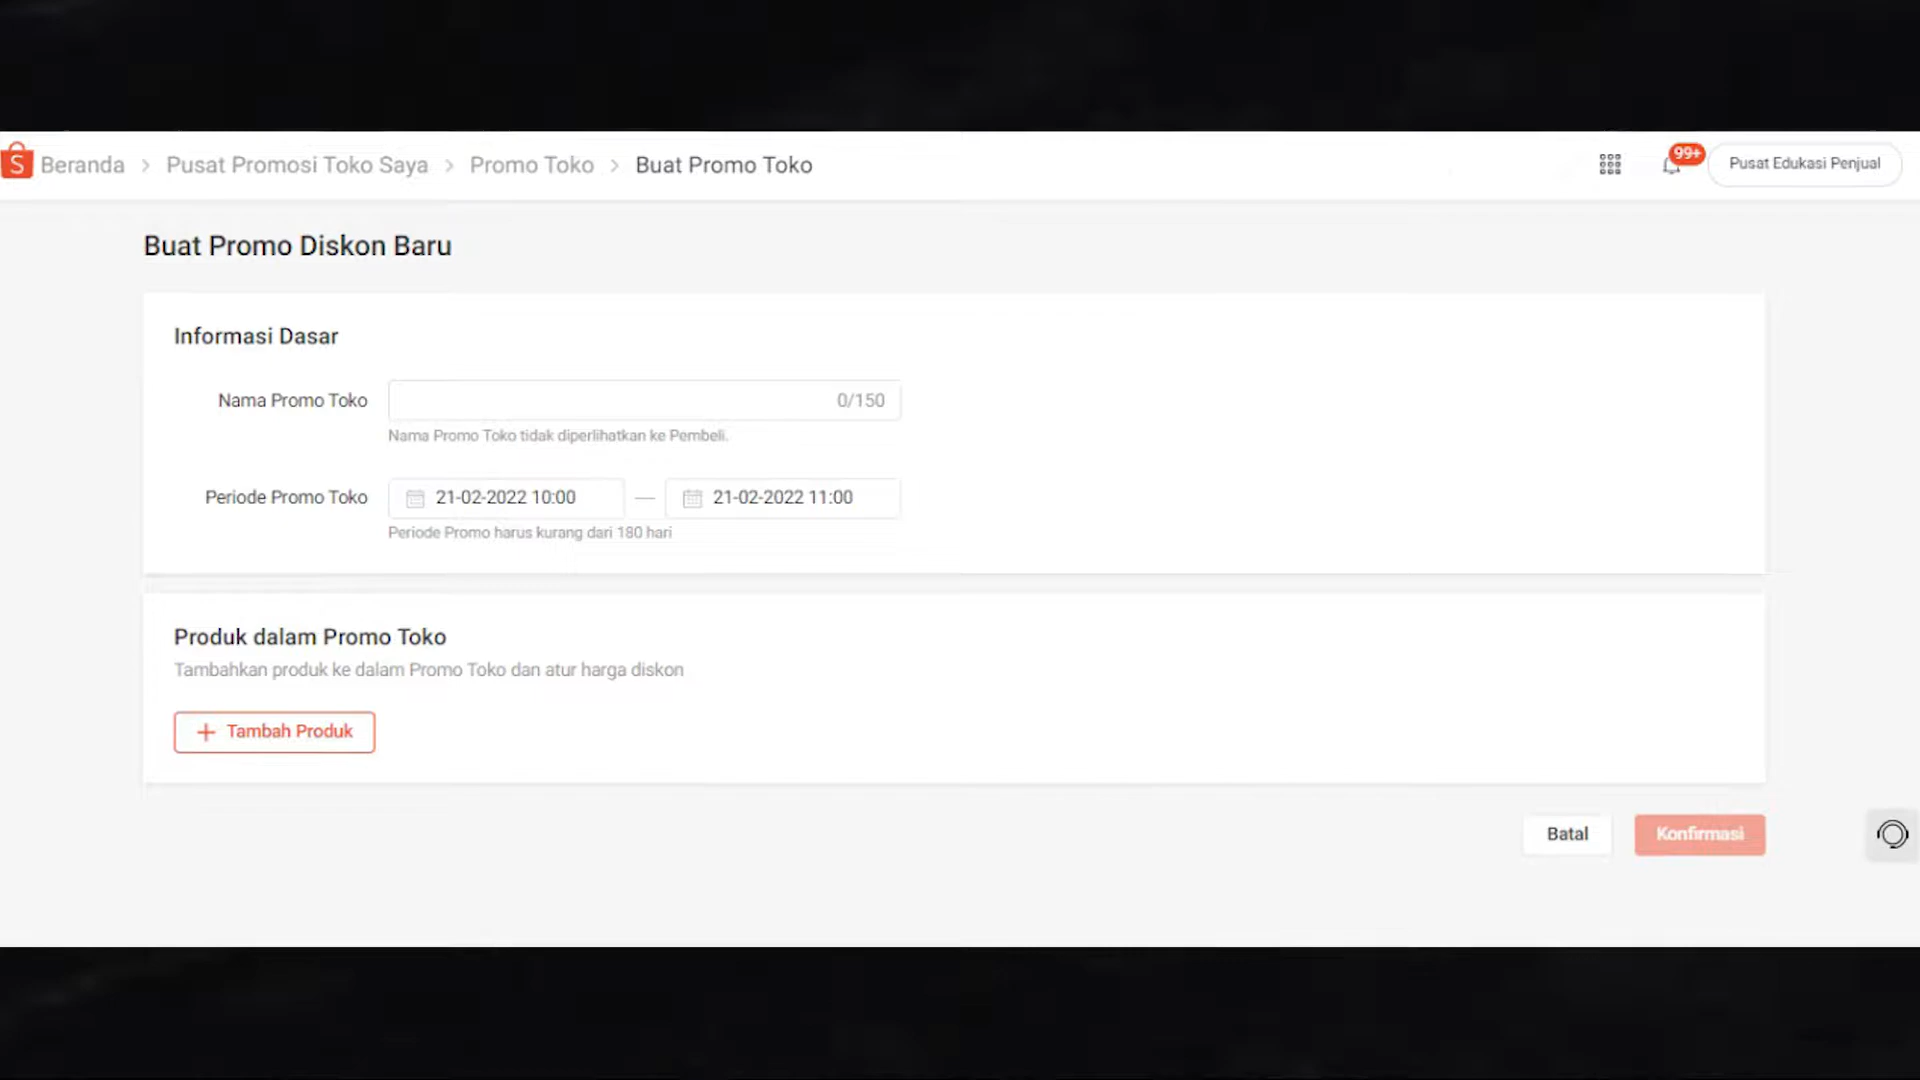 S Beranda > Pusat Promosi Toko Saya > Promo Toko > Buat Promo Toko 99+ Pusat Edukasi Penjual
Buat Promo Diskon Baru
Informasi Dasar
Nama Promo Toko 0/150
Nama Promo Toko tidak diperlihatkan ke Pembeli.
Periode Promo Toko 21-02-2022 10:00 — 21-02-2022 11:00
Periode Promo harus kurang dari 180 hari
Produk dalam Promo Toko
Tambahkan produk ke dalam Promo Toko dan atur harga diskon
+ Tambah Produk
Batal Konfirmasi